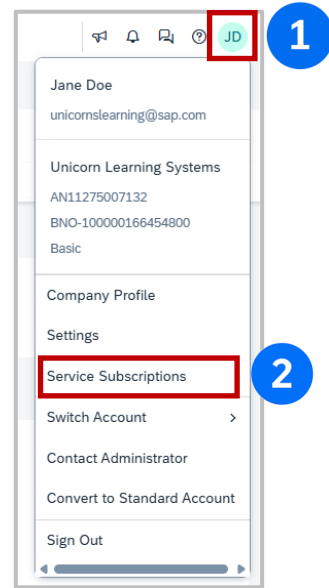 JD
1
Jane Doe
unicornslearning@sap.com
Unicorn Learning Systems
AN11275007132
BNO-100000166454800
Basic
Company Profile
Settings
Service Subscriptions
2
Switch Account
Contact Administrator
Convert to Standard Account
Sign Out